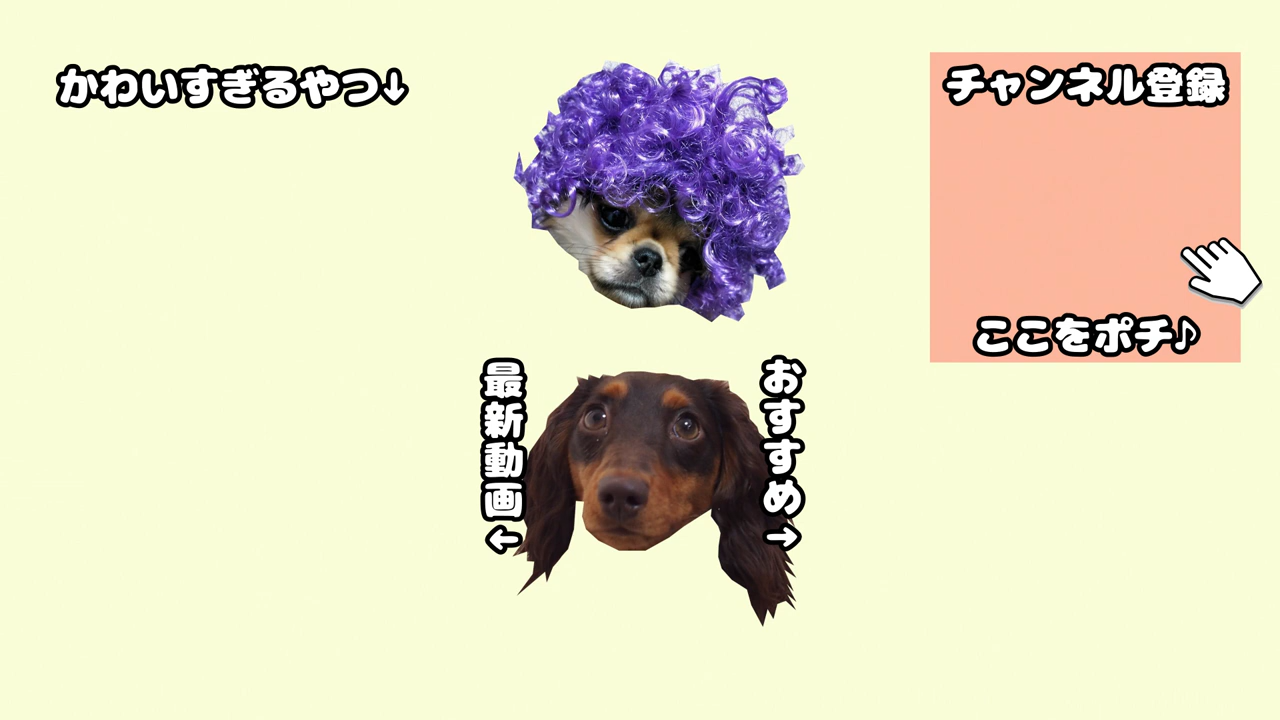 かわいすぎるやつ↓
チャンネル登録
ここをポチ♪
最新動画←
おすすめ→